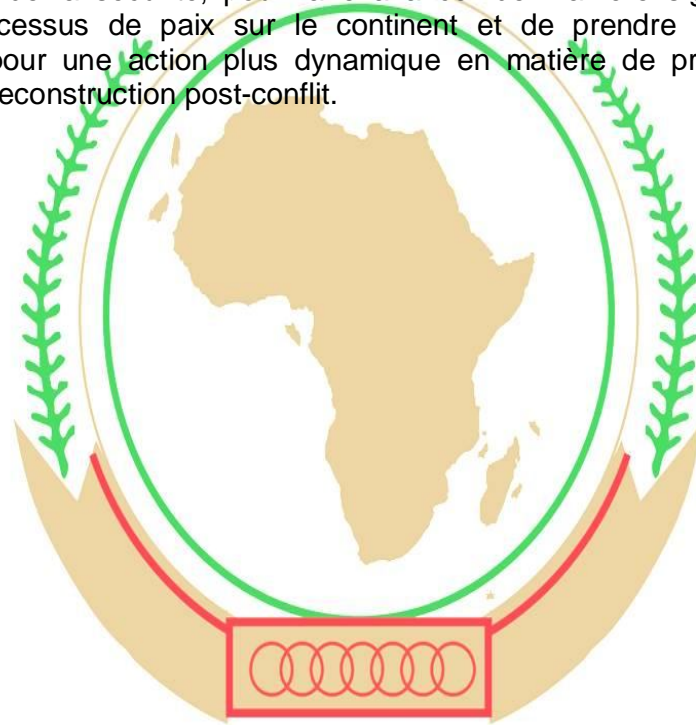 cessus de paix sur le continent et de prendre
pour une action plus dynamique en matière de pr
econstruction post-conflit.